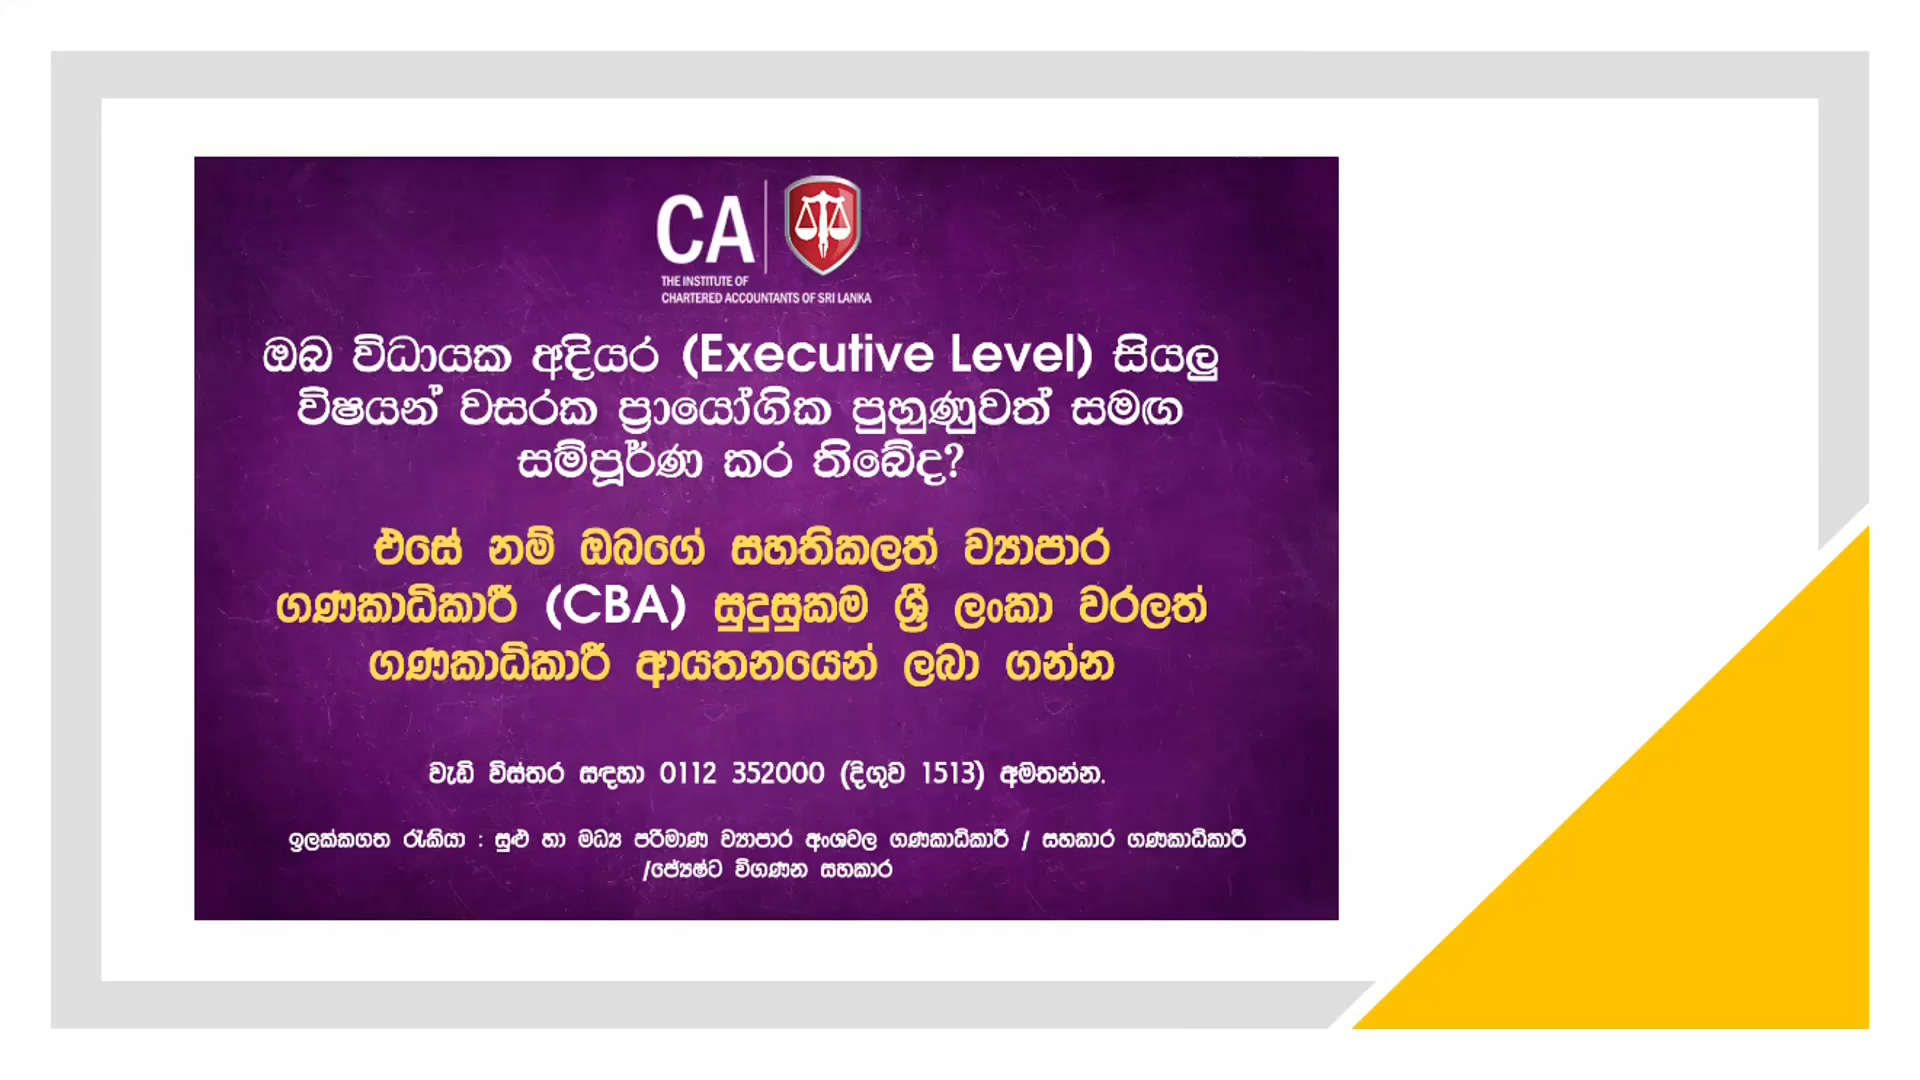 CA
THE INSTITUTE OF
CHARTERED ACCOUNTANTS OF SRI LANKA
ඔබ විධායක අදියර (Executive Level) සියලු
විෂයන් වසරක ප්‍රායෝගික පුහුණුවත් සමඟ
සම්පූර්ණ කර තිබේද?
එසේ නම් ඔබගේ සහතිකලත් ව්‍යාපාර
ගණකාධිකාරී (CBA) සුදුසුකම ශ්‍රී ලංකා වරලත්
ගණකාධිකාරී ආයතනයෙන් ලබා ගන්න
වැඩි විස්තර සඳහා 0112 352000 (දිගුව 1513) අමතන්න.
ඉලක්කගත රැකියා : සුළු හා මධ්‍ය පරිමාණ ව්‍යාපාර අංශවල ගණකාධිකාරී / සහකාර ගණකාධිකාරී
/ජ්‍යෙෂ්ට විගණන සහකාර